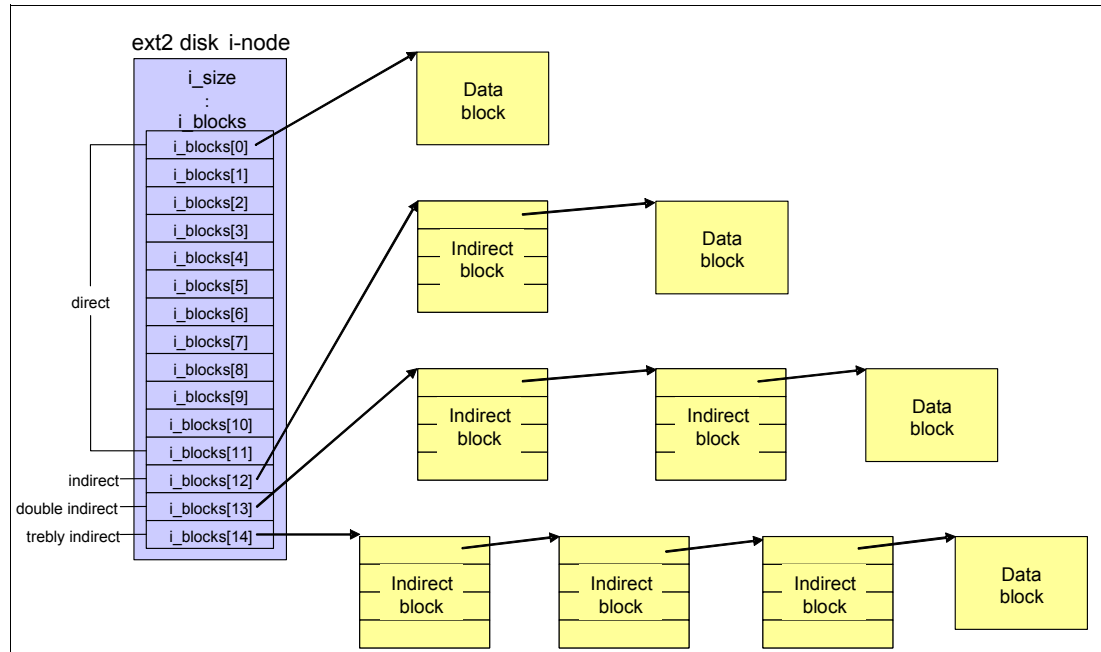 ext2 disk i-node
i_size
:
i_blocks
i_blocks[0]
i_blocks[1]
i_blocks[2]
i_blocks[3]
i_blocks[4]
i_blocks[5]
i_blocks[6]
i_blocks[7]
i_blocks[8]
i_blocks[9]
i_blocks[10]
i_blocks[11]
i_blocks[12]
i_blocks[13]
i_blocks[14]
direct
indirect
double indirect
trebly indirect
Data
block
Indirect
block
Data
block
Indirect
block
Indirect
block
Data
block
Indirect
block
Indirect
block
Indirect
block
Data
block